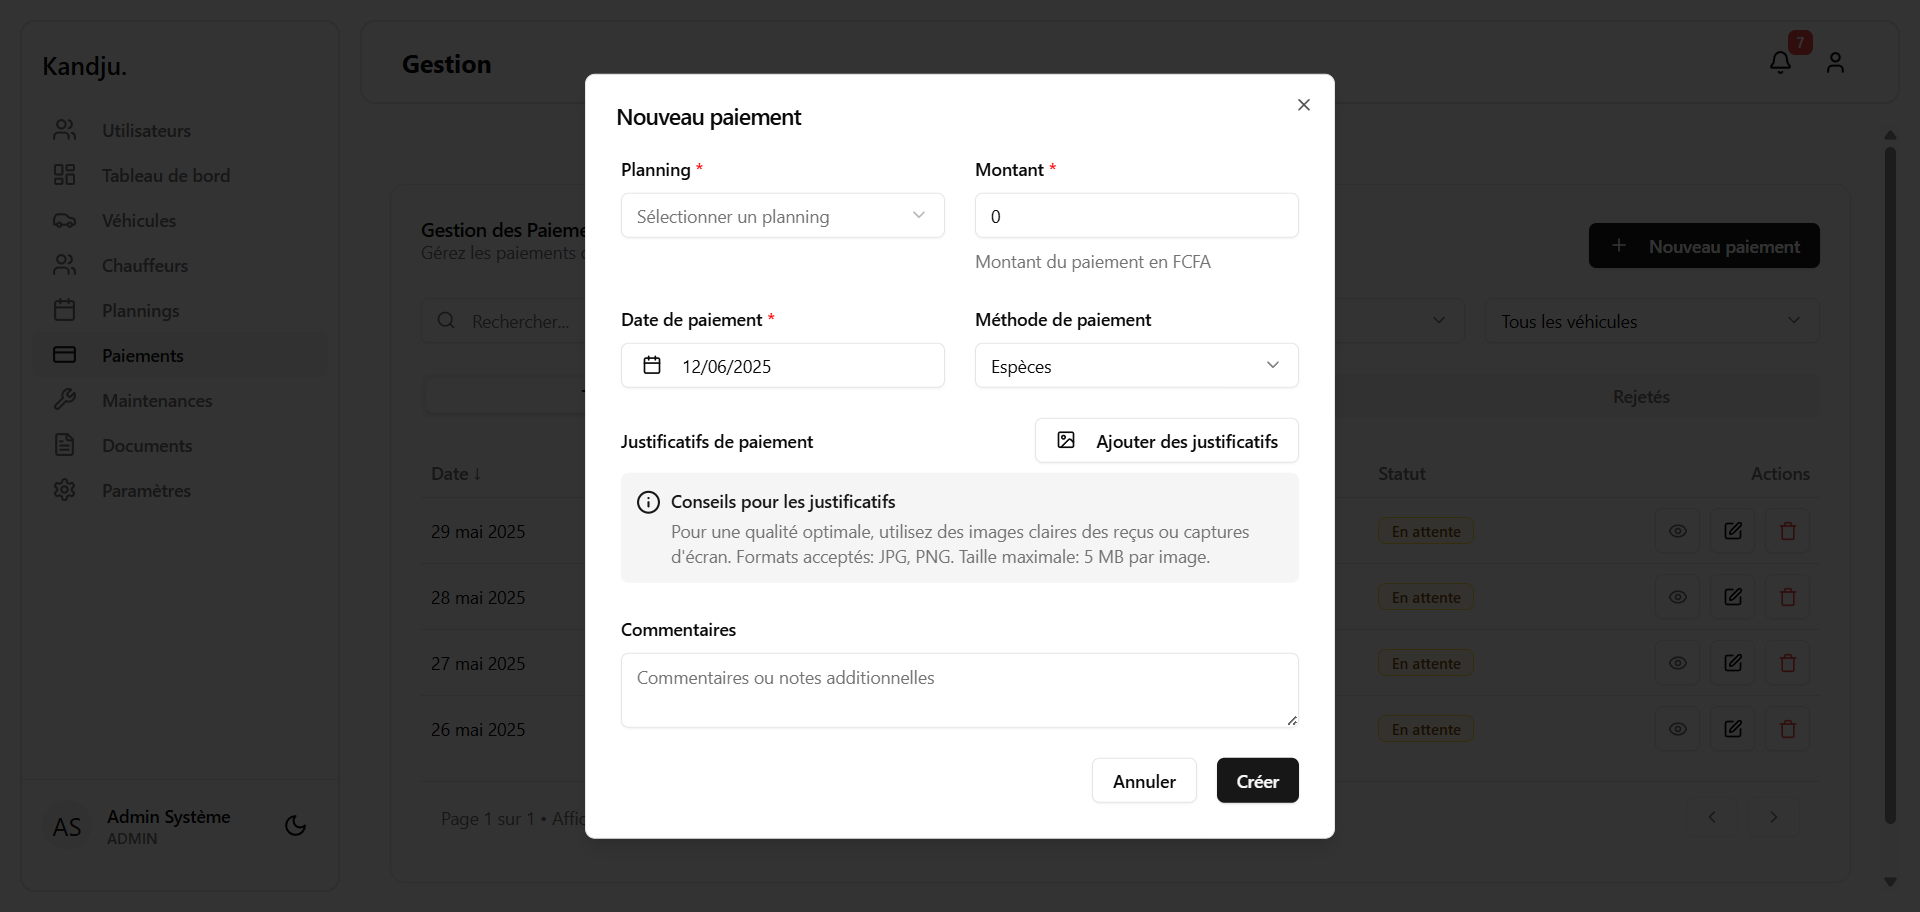 Kandju.
Utilisateurs
Tableau de bord
Véhicules
Chauffeurs
Plannings
Paiements
Maintenances
Documents
Paramètres
AS
Admin Système
ADMIN
Gestion
7
Gestion des Paieme
Gérez les paiements
Nouveau paiement
Rechercher...
Tous les véhicules
Rejetés
Date ↓
Statut
Actions
29 mai 2025
En attente
28 mai 2025
En attente
27 mai 2025
En attente
26 mai 2025
En attente
Page 1 sur 1 • Affic
Nouveau paiement
Planning *
Sélectionner un planning
Montant *
0
Montant du paiement en FCFA
Date de paiement *
12/06/2025
Méthode de paiement
Espèces
Justificatifs de paiement
Ajouter des justificatifs
Conseils pour les justificatifs
Pour une qualité optimale, utilisez des images claires des reçus ou captures
d'écran. Formats acceptés: JPG, PNG. Taille maximale: 5 MB par image.
Commentaires
Commentaires ou notes additionnelles
Annuler
Créer